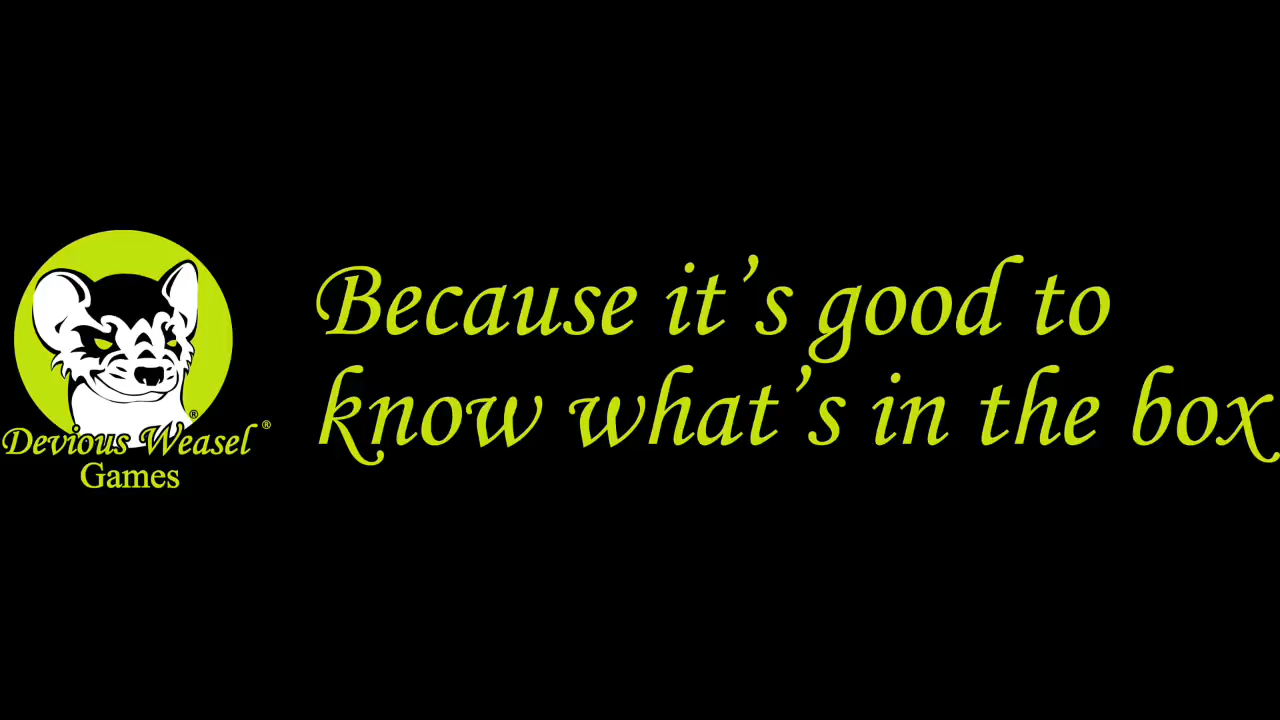 Because it's good to
know what's in the box
®
Devious Weasel ®
Games